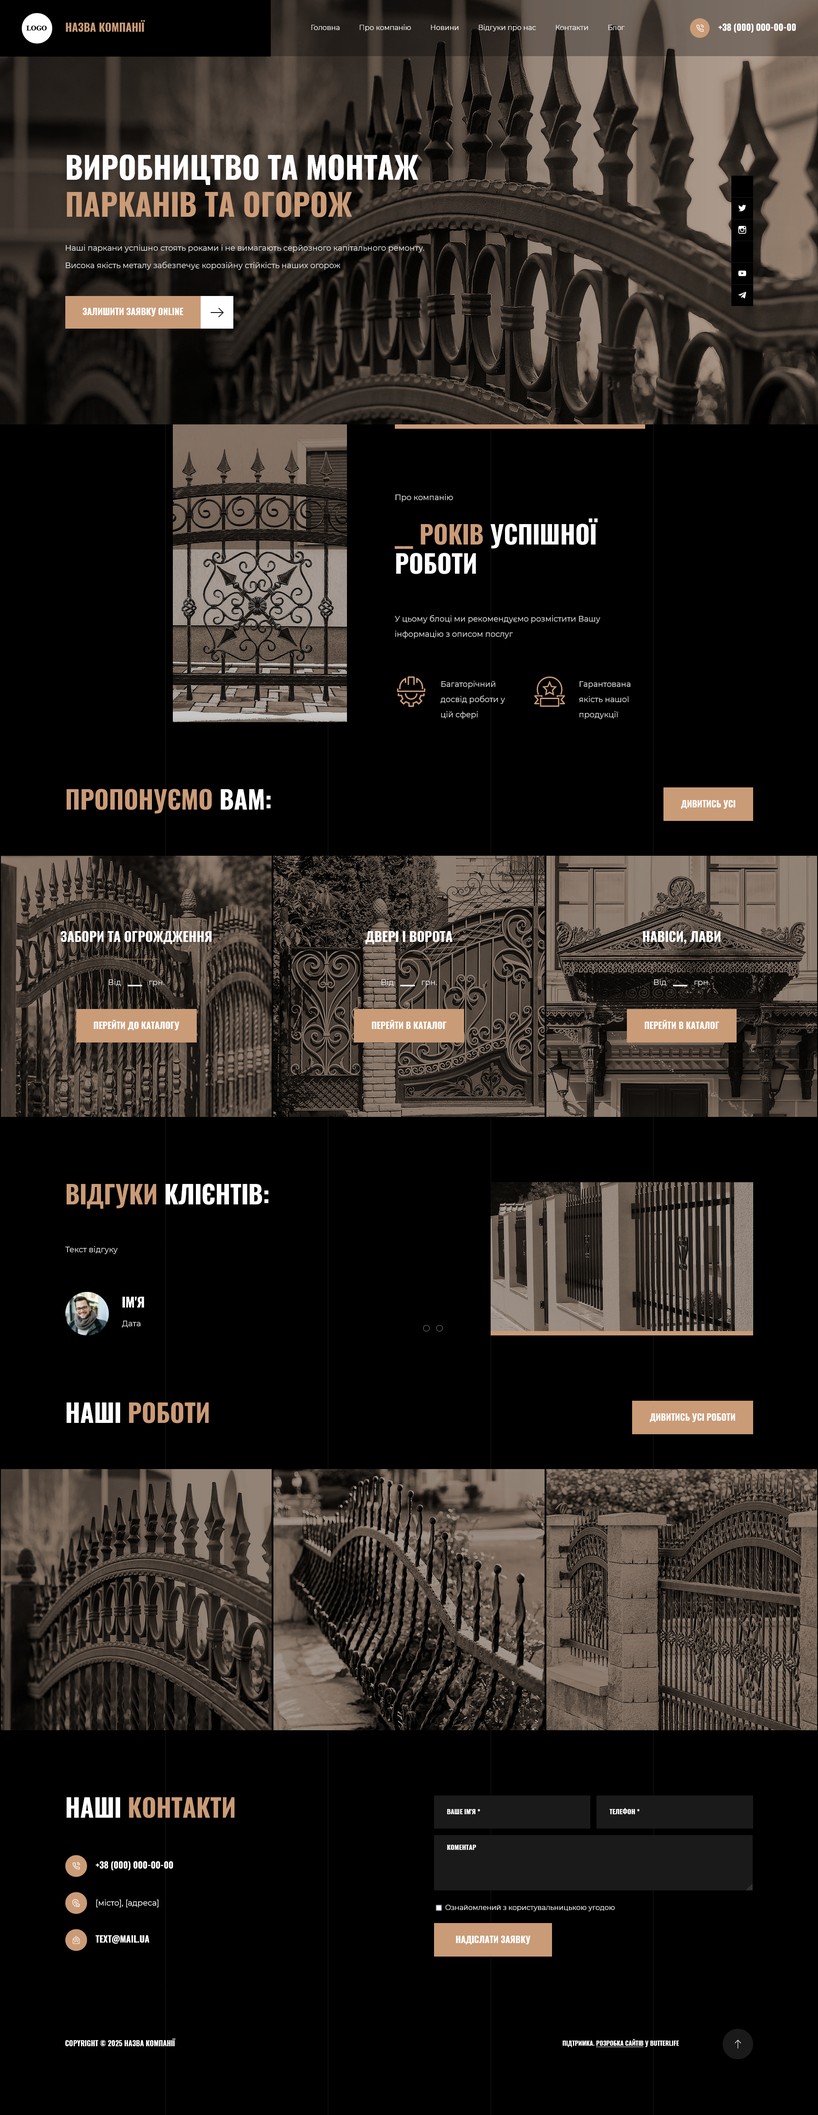 LOGO
НАЗВА КОМПАНІЇ
Головна
Про компанію
Новини
Відгуки про нас
Контакти
Блог
+38 (000) 000-00-00
ВИРОБНИЦТВО ТА МОНТАЖ
ПАРКАНІВ ТА ОГОРОЖ
Наші паркани успішно стоять роками і не вимагають серйозного капітального ремонту.
Висока якість металу забезпечує корозійну стійкість наших огорож
ЗАЛИШИТИ ЗАЯВКУ ONLINE
Про компанію
__ РОКІВ УСПІШНОЇ
РОБОТИ
У цьому блоці ми рекомендуємо розмістити Вашу
інформацію з описом послуг
Багаторічний
досвід роботи у
цій сфері
Гарантована
якість нашої
продукції
ПРОПОНУЄМО ВАМ:
ДИВИТИСЬ УСІ
ЗАБОРИ ТА ОГРОЖДЖЕННЯ
Від __ грн.
ПЕРЕЙТИ ДО КАТАЛОГУ
ДВЕРІ І ВОРОТА
Від __ грн.
ПЕРЕЙТИ В КАТАЛОГ
НАВІСИ, ЛАВИ
Від __ грн.
ПЕРЕЙТИ В КАТАЛОГ
ВІДГУКИ КЛІЄНТІВ:
Текст відгуку
ІМ'Я
Дата
НАШІ РОБОТИ
ДИВИТИСЬ УСІ РОБОТИ
НАШІ КОНТАКТИ
+38 (000) 000-00-00
[місто], [адреса]
TEXT@MAIL.UA
ВАШЕ ІМ'Я *
ТЕЛЕФОН *
КОМЕНТАР
Ознайомлений з користувальницькою угодою
НАДІСЛАТИ ЗАЯВКУ
COPYRIGHT © 2025 НАЗВА КОМПАНІЇ
ПІДТРИМКА. РОЗРОБКА САЙТІВ У BUTTERLIFE